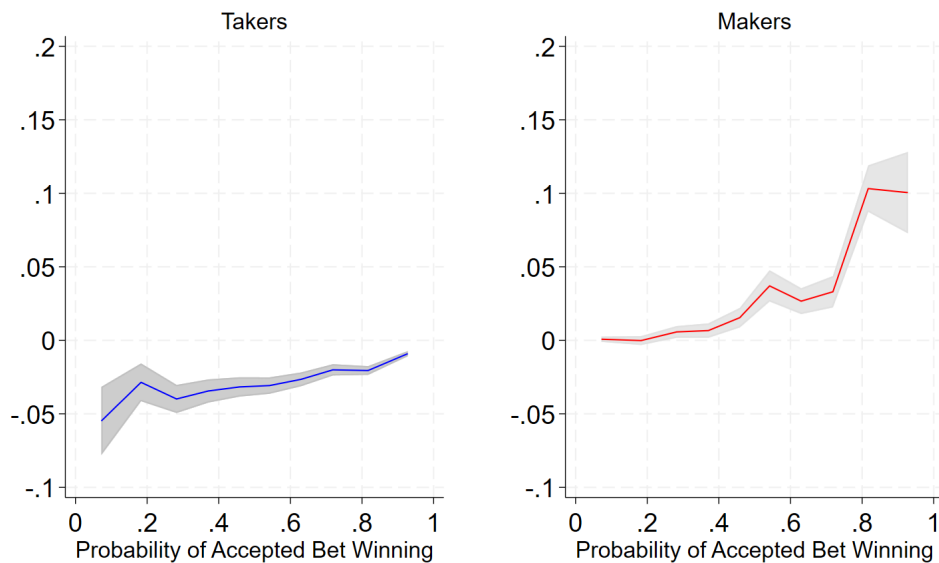 Takers
.2
.15
.1
.05
0
-.05
-.1
0 .2 .4 .6 .8 1
Probability of Accepted Bet Winning
Makers
.2
.15
.1
.05
0
-.05
-.1
0 .2 .4 .6 .8 1
Probability of Accepted Bet Winning